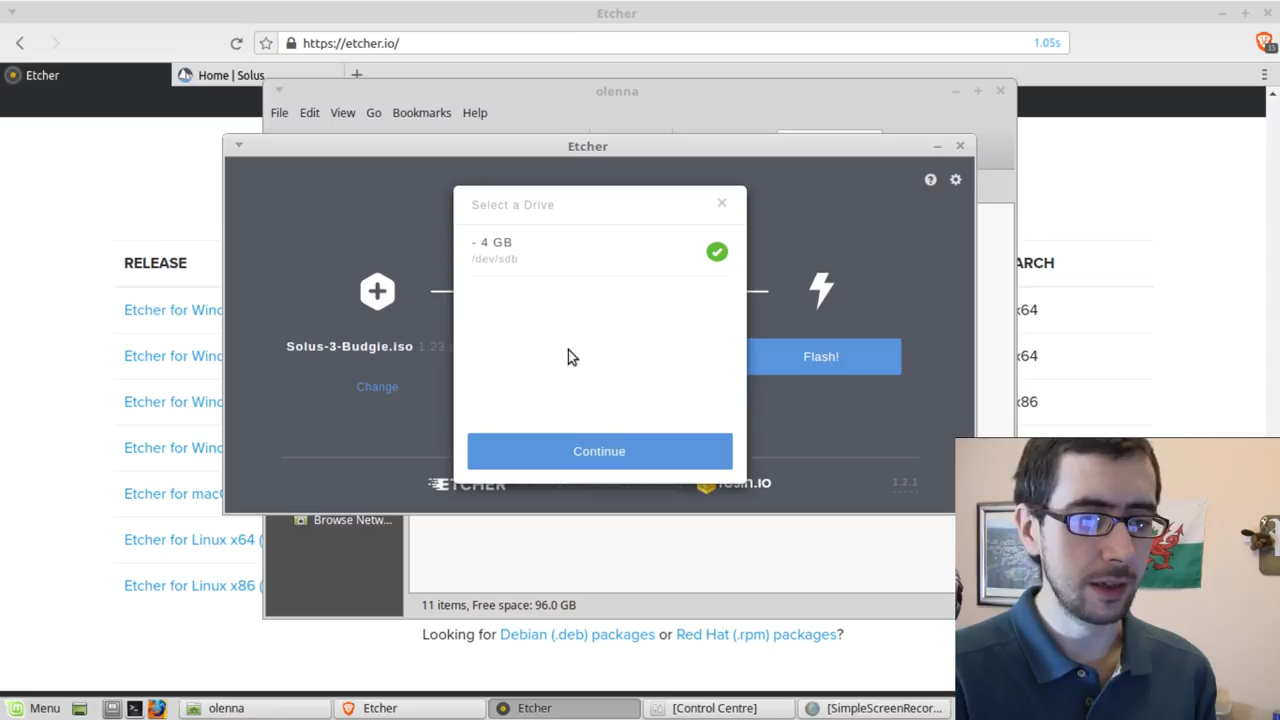 Etcher
https://etcher.io/
1.05s
15
Etcher
Home | Solus
olenna
File Edit View Go Bookmarks Help
Etcher
Select a Drive
- 4 GB
/dev/sdb
RELEASE
ARCH
Etcher for Wind
x64
Solus-3-Budgie.iso 1.23
Flash!
Etcher for Wind
x64
Change
Etcher for Wind
x86
Etcher for Wind
Continue
ETCHER
resin.io
1.2.1
Etcher for mac
Browse Netw...
Etcher for Linux x64 (
Etcher for Linux x86 (
11 items, Free space: 96.0 GB
Looking for Debian (.deb) packages or Red Hat (.rpm) packages?
Menu
olenna
Etcher
Etcher
[Control Centre]
[SimpleScreenRecor...